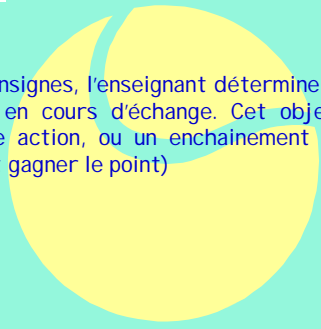 nsignes, l'enseignant détermine
en cours d'échange. Cet obje
e action, ou un enchainement
gagner le point)